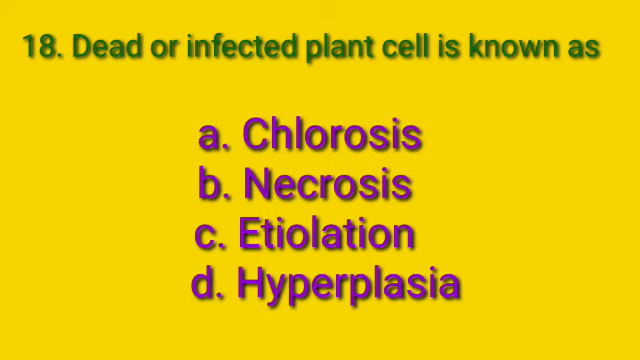 18. Dead or infected plant cell is known as
a. Chlorosis
b. Necrosis
c. Etiolation
d. Hyperplasia